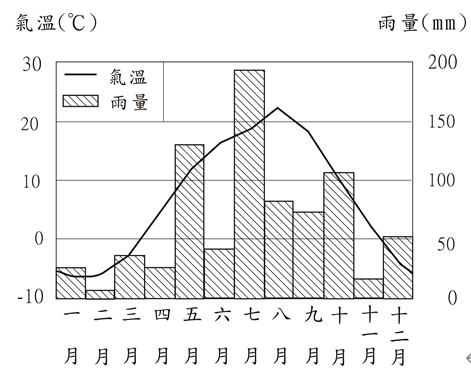 氣溫(℃)
雨量(mm)
氣溫
雨量
30
20
10
0
-10
200
150
100
50
0
一月
二月
三月
四月
五月
六月
七月
八月
九月
十月
十一月
十二月